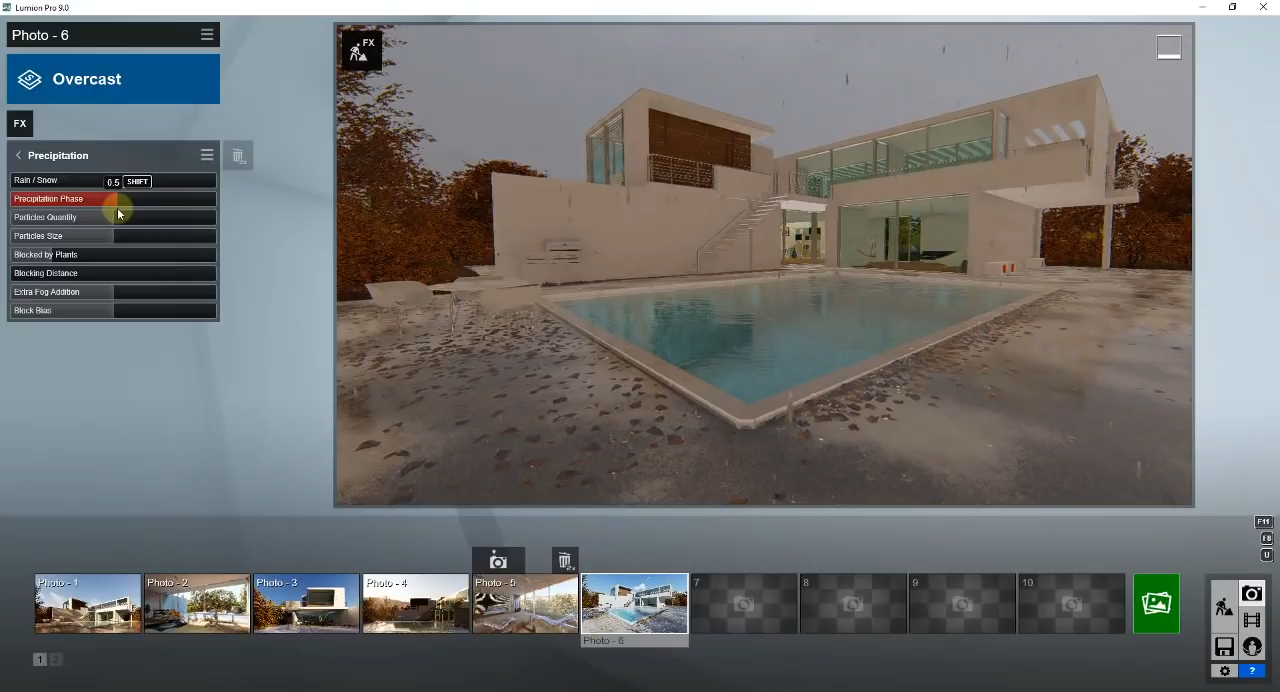 Lumion Pro 9.0
Photo - 6
Overcast
FX
Precipitation
Rain / Snow
0.5 SHIFT
Precipitation Phase
Particles Quantity
Particles Size
Blocked by Plants
Blocking Distance
Extra Fog Addition
Block Bias
FX
F11
F8
U
Photo - 1
Photo - 2
Photo - 3
Photo - 4
Photo - 5
7
8
9
10
Photo - 6
1
2
?